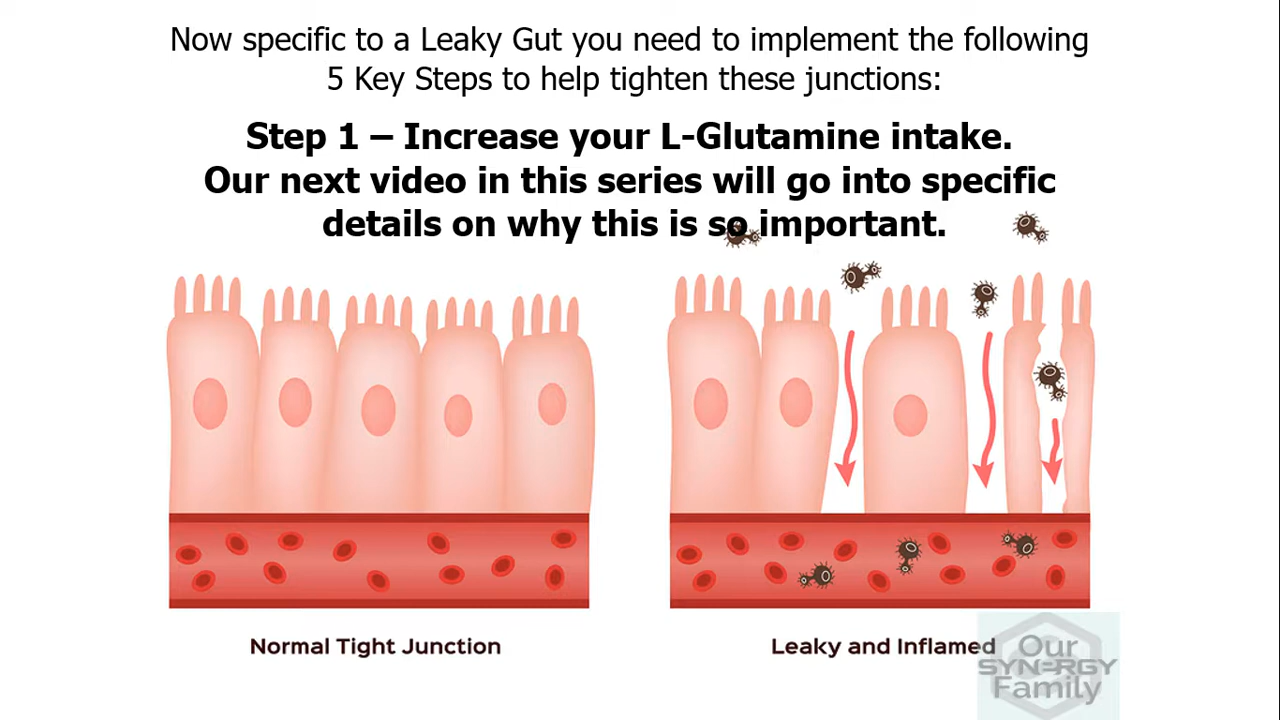 Now specific to a Leaky Gut you need to implement the following
5 Key Steps to help tighten these junctions:
Step 1 – Increase your L-Glutamine intake.
Our next video in this series will go into specific
details on why this is so important.
Normal Tight Junction
Leaky and Inflamed
Our
SYNERGY
Family